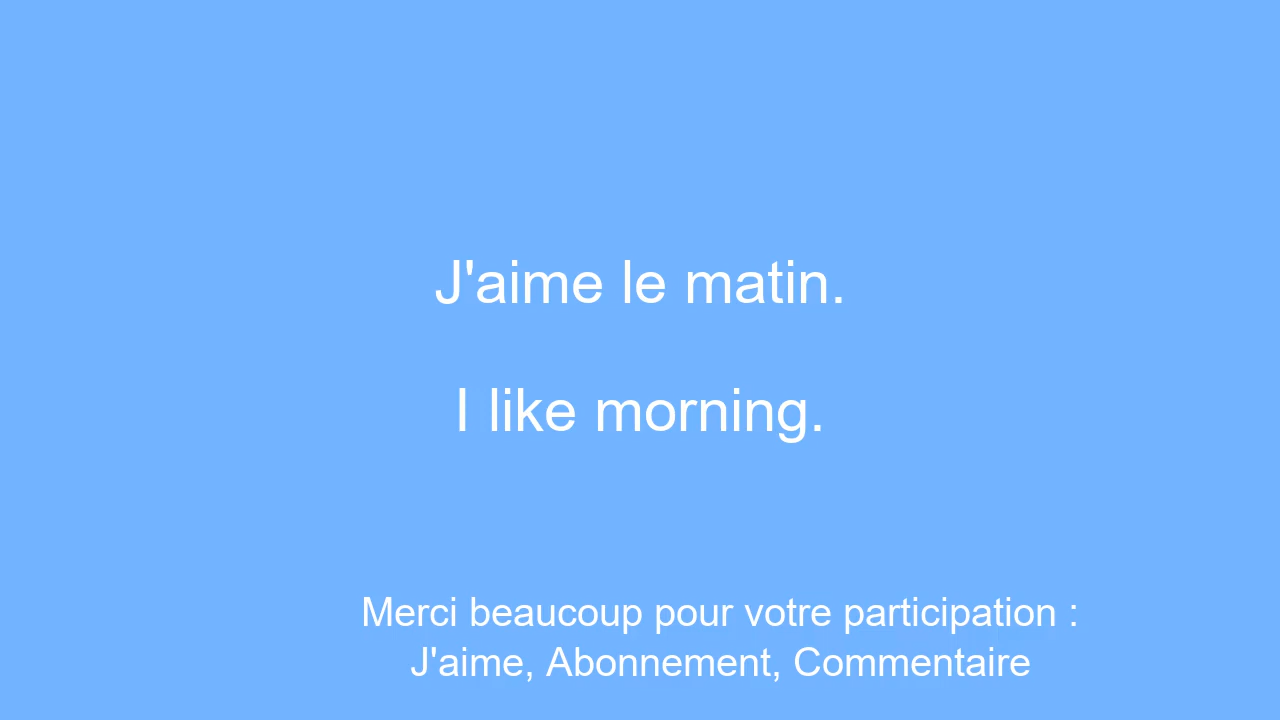 J'aime le matin.
I like morning.
Merci beaucoup pour votre participation :
J'aime, Abonnement, Commentaire